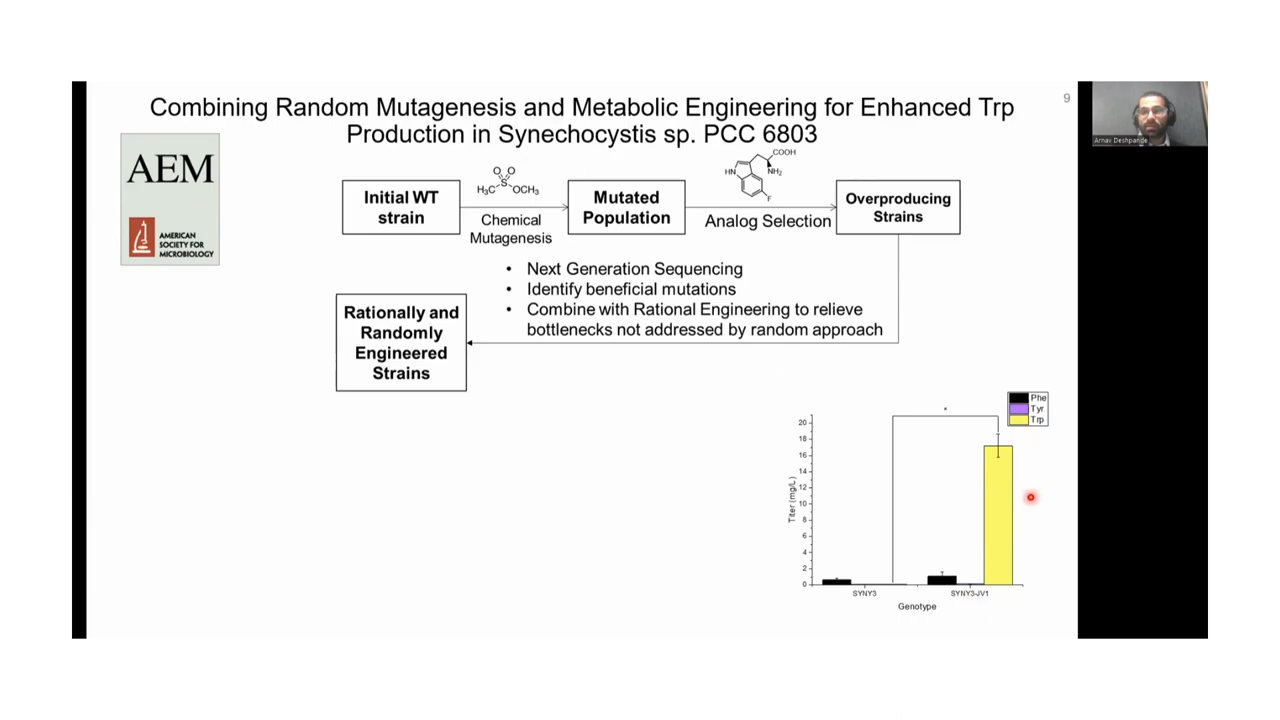 Combining Random Mutagenesis and Metabolic Engineering for Enhanced Trp
Production in Synechocystis sp. PCC 6803
9
Arnav Deshpande
AEM
AMERICAN
SOCIETY FOR
MICROBIOLOGY
Initial WT
strain
O O
S
H₃C OCH₃
Chemical
Mutagenesis
Mutated
Population
COOH
NH₂
HN
F
Analog Selection
Overproducing
Strains
• Next Generation Sequencing
• Identify beneficial mutations
• Combine with Rational Engineering to relieve
bottlenecks not addressed by random approach
Rationally and
Randomly
Engineered
Strains
Phe
Tyr
Trp
*
20
18
16
14
12
10
8
6
4
2
0
Titer (mg/L)
SYNY3 SYNY3-JV1
Genotype